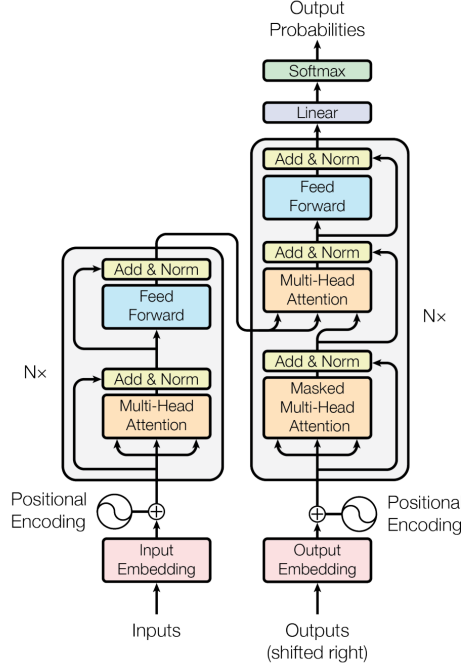 Output
Probabilities
Softmax
Linear
Add & Norm
Feed
Forward
Add & Norm
Multi-Head
Attention
Add & Norm
Masked
Multi-Head
Attention
Nx
Add & Norm
Feed
Forward
Add & Norm
Multi-Head
Attention
Nx
Positional
Encoding
Positiona
Encoding
Input
Embedding
Output
Embedding
Inputs
Outputs
(shifted right)